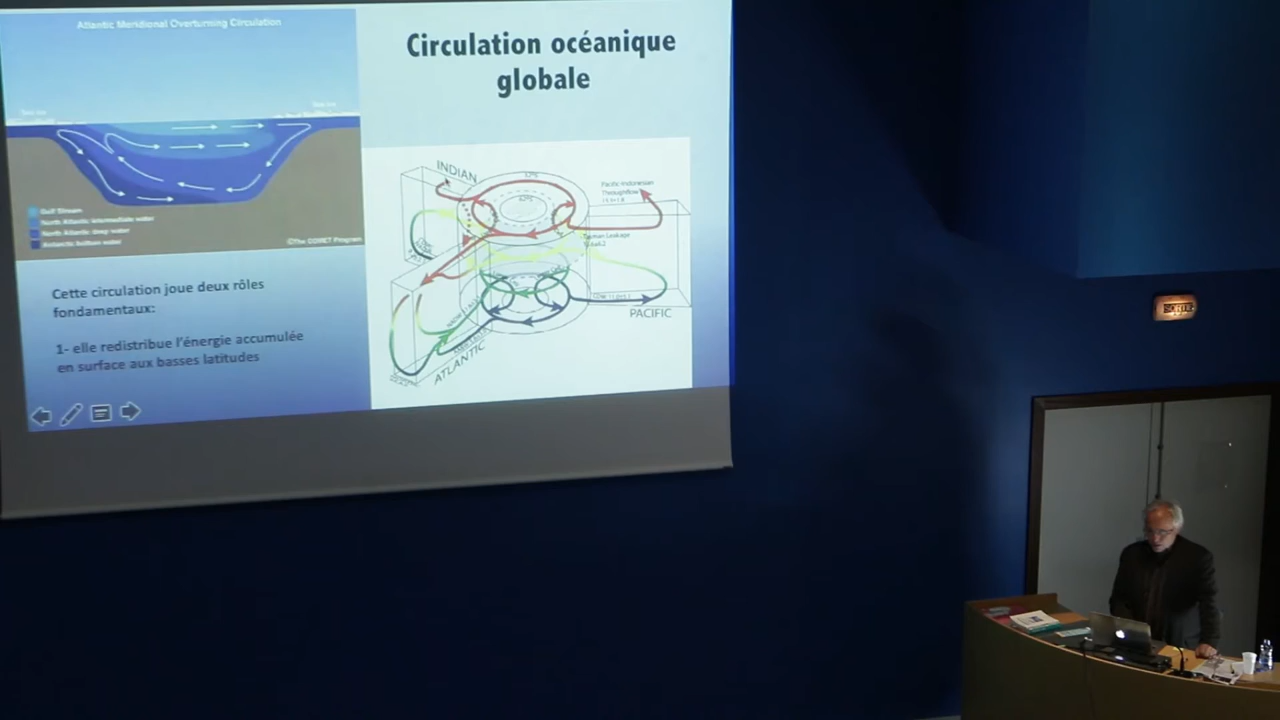 Atlantic Meridional Overturning Circulation
Gulf Stream
North Atlantic intermediate water
North Atlantic deep water
Antarctic bottom water
©The COMET Program
Cette circulation joue deux rôles
fondamentaux:
1- elle redistribue l'énergie accumulée
en surface aux basses latitudes
Circulation océanique
globale
INDIAN
Pacific-Indonesian
Throughflow
Tasman Leakage
PACIFIC
ATLANTIC
SORTIE